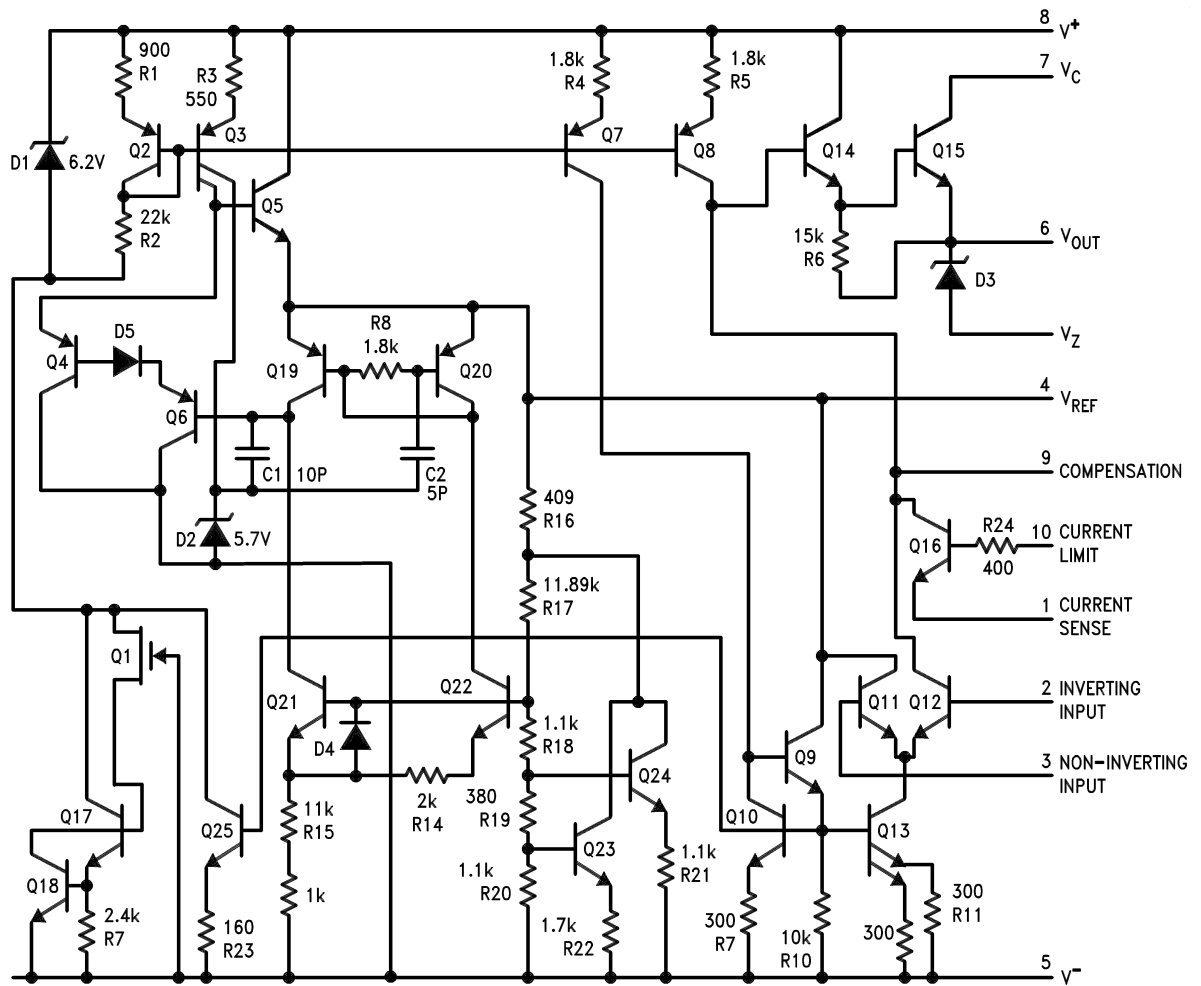 8 V+
7 VC
900
R1
R3
550
1.8k
R4
1.8k
R5
Q2
Q3
Q7
Q8
Q14
Q15
D1
6.2V
Q5
22k
R2
15k
R6
6 VOUT
D3
VZ
D5
R8
1.8k
Q4
Q19
Q20
4 VREF
Q6
C1 10P
C2
5P
9 COMPENSATION
409
R16
D2
5.7V
R24
400
Q16
10 CURRENT
LIMIT
11.89k
R17
1 CURRENT
SENSE
Q1
Q21
Q22
Q11
Q12
2 INVERTING
INPUT
D4
1.1k
R18
Q9
3 NON-INVERTING
INPUT
Q24
2k
R14
380
R19
Q17
Q25
11k
R15
Q10
Q13
Q23
1.1k
R21
Q18
1.1k
R20
1k
300
R11
2.4k
R7
160
R23
1.7k
R22
300
R7
10k
R10
300
5 V−